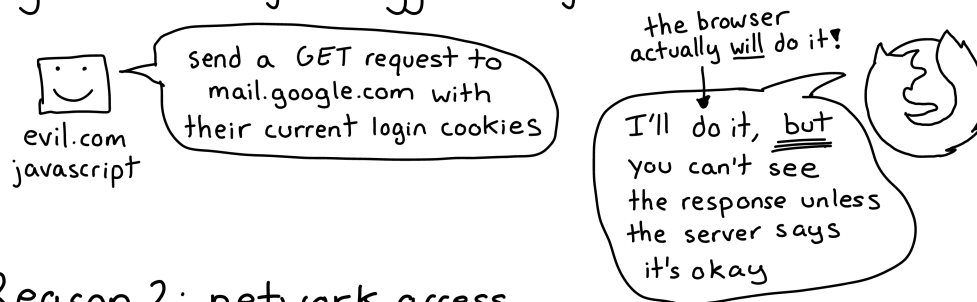 send a GET request to
mail.google.com with
their current login cookies
evil.com
javascript
the browser
actually will do it!
I'll do it, but
you can't see
the response unless
the server says
it's okay
Reason 2: network access